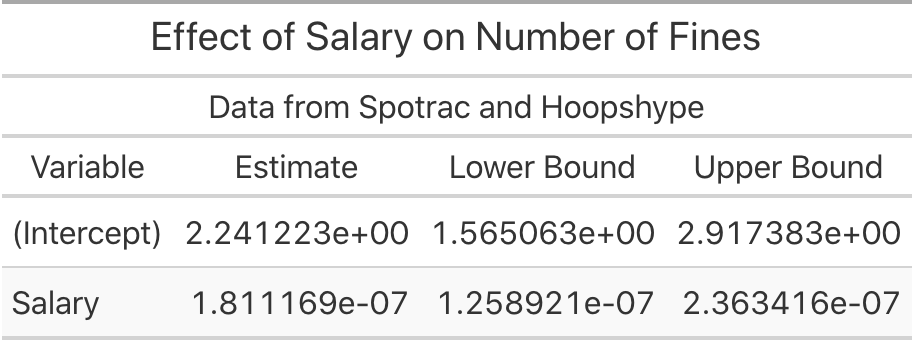 Effect of Salary on Number of Fines
Data from Spotrac and Hoopshype
Variable Estimate Lower Bound Upper Bound
(Intercept) 2.241223e+00 1.565063e+00 2.917383e+00
Salary 1.811169e-07 1.258921e-07 2.363416e-07